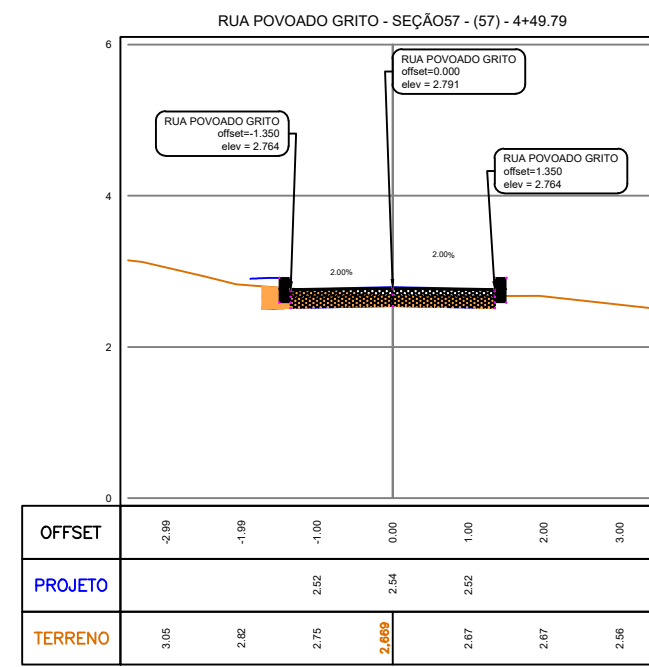 RUA POVOADO GRITO - SEÇÃO57 - (57) - 4+49.79
6
RUA POVOADO GRITO
offset=0.000
elev = 2.791
RUA POVOADO GRITO
offset=-1.350
elev = 2.764
RUA POVOADO GRITO
offset=1.350
elev = 2.764
4
2.00%
2.00%
2
0
OFFSET -2.99 -1.99 -1.00 0.00 1.00 2.00 3.00
PROJETO 2.52 2.54 2.52
TERRENO 3.05 2.82 2.75 2,669 2.67 2.67 2.56